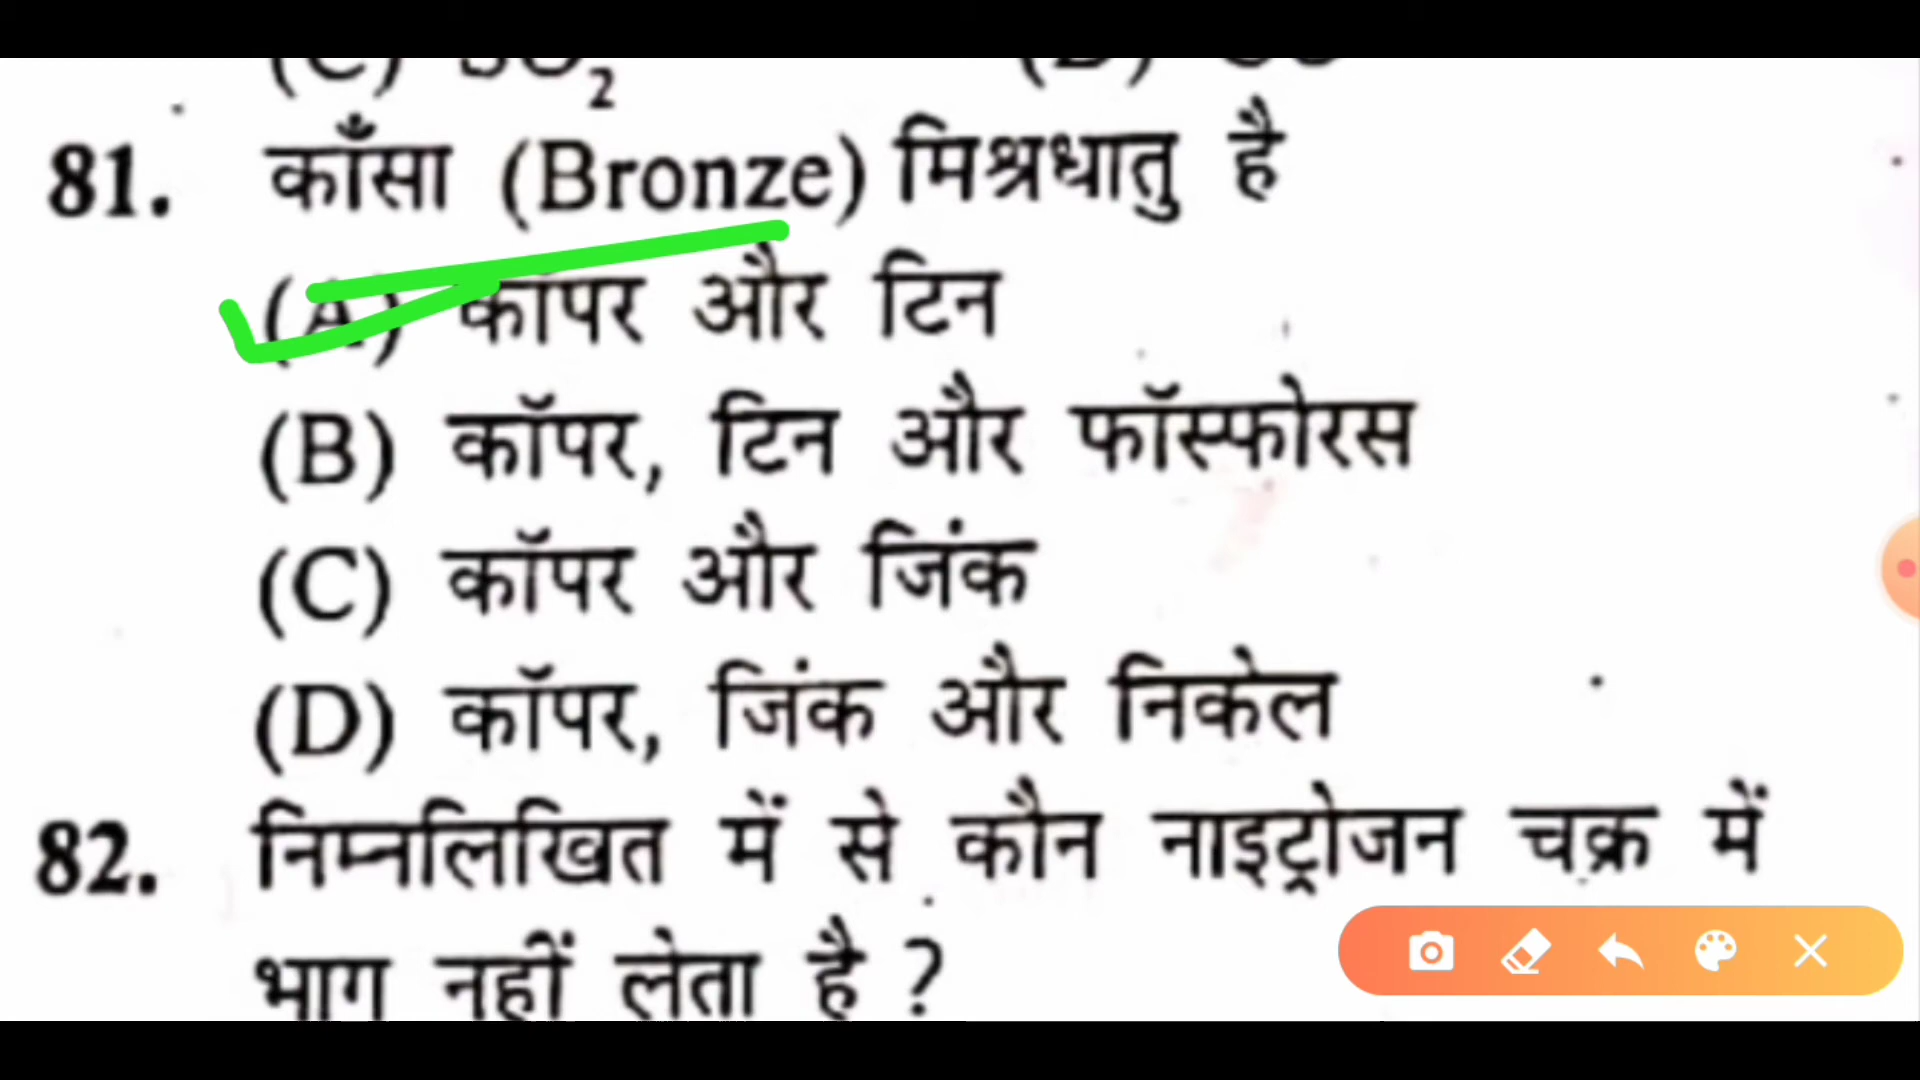 81. काँसा (Bronze) मिश्रधातु है
(A) कॉपर और टिन
(B) कॉपर, टिन और फॉस्फोरस
(C) कॉपर और जिंक
(D) कॉपर, जिंक और निकेल
82. निम्नलिखित में से कौन नाइट्रोजन चक्र में
भाग नहीं लेता है ?